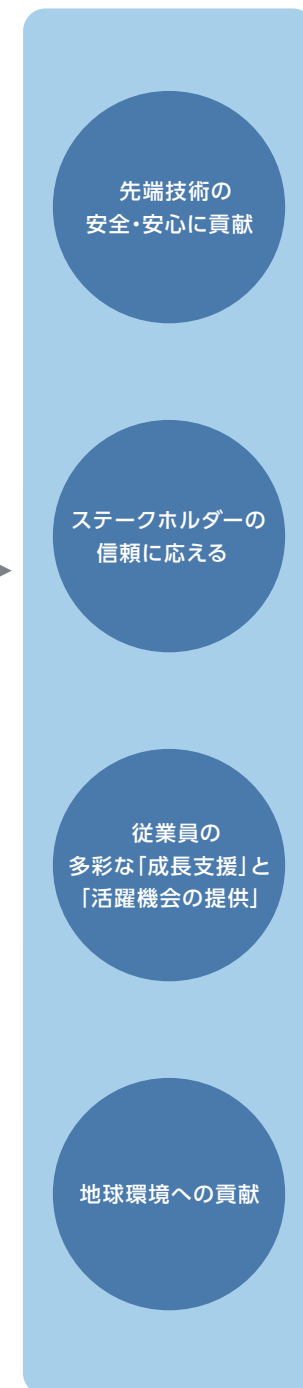 先端技術の
安全・安心に貢献
ステークホルダーの
信頼に応える
従業員の
多彩な「成長支援」と
「活躍機会の提供」
地球環境への貢献